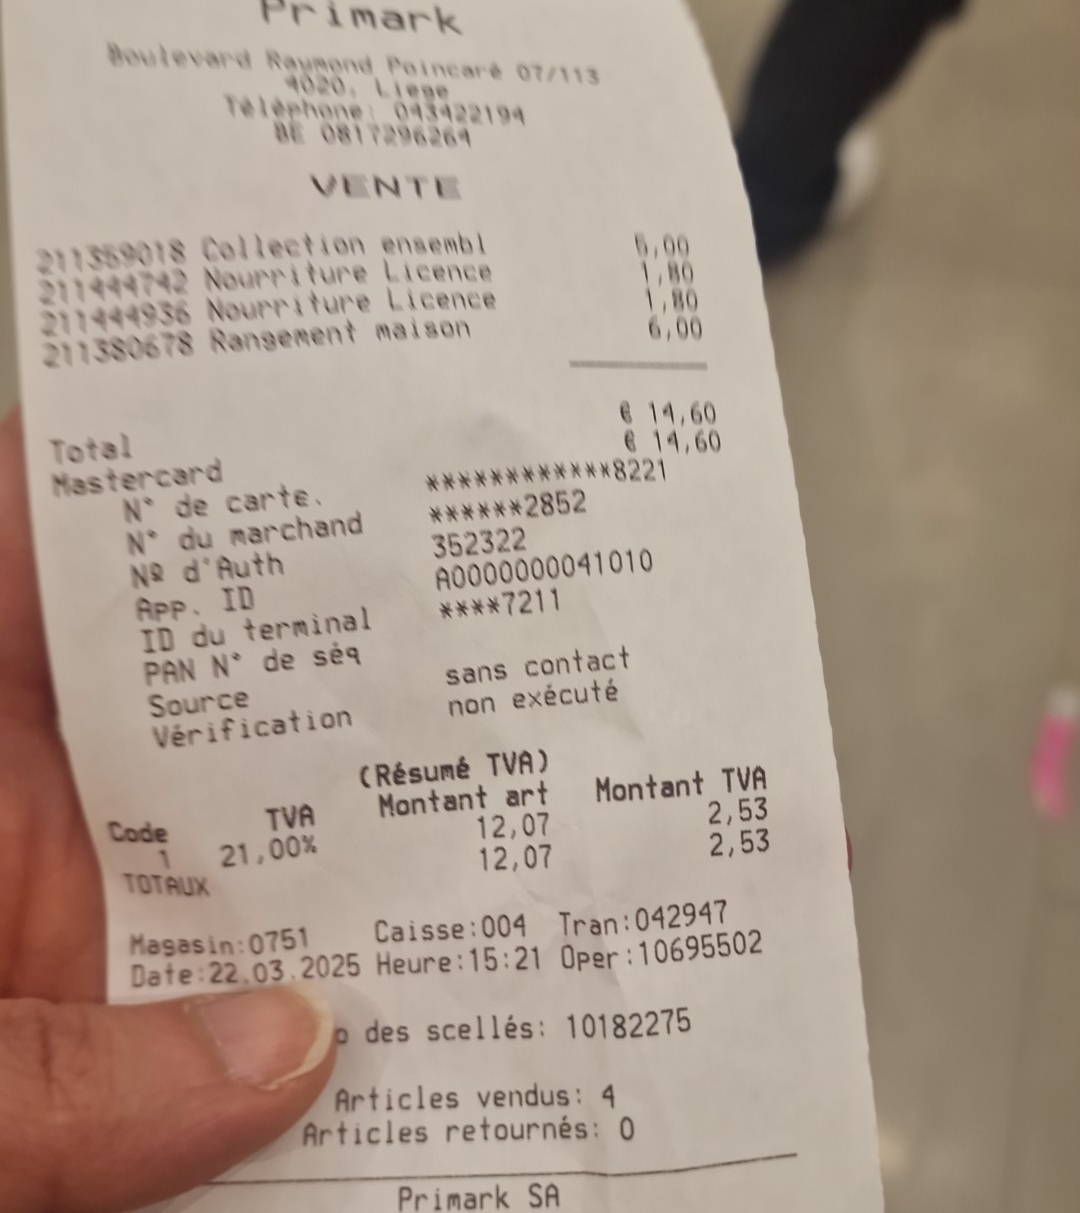 Primark
Boulevard Raymond Poincaré 07/113
4020, Liege
Téléphone: 043422194
BE 0817296264
VENTE
211359018 Collection ensembl 5,00
211444742 Nourriture Licence 1,80
211444936 Nourriture Licence 1,80
211380678 Rangement maison 6,00
Total € 14,60
Mastercard € 14,60
N° de carte. ************8221
N° du marchand ******2852
Nº d'Auth 352322
App. ID A0000000041010
ID du terminal ****7211
PAN N° de séq
Source sans contact
Vérification non exécuté
(Résumé TVA)
Code TVA Montant art Montant TVA
1 21,00% 12,07 2,53
TOTAUX 12,07 2,53
Magasin:0751 Caisse:004 Tran:042947
Date:22.03.2025 Heure:15:21 Oper:10695502
o des scellés: 10182275
Articles vendus: 4
Articles retournés: 0
Primark SA